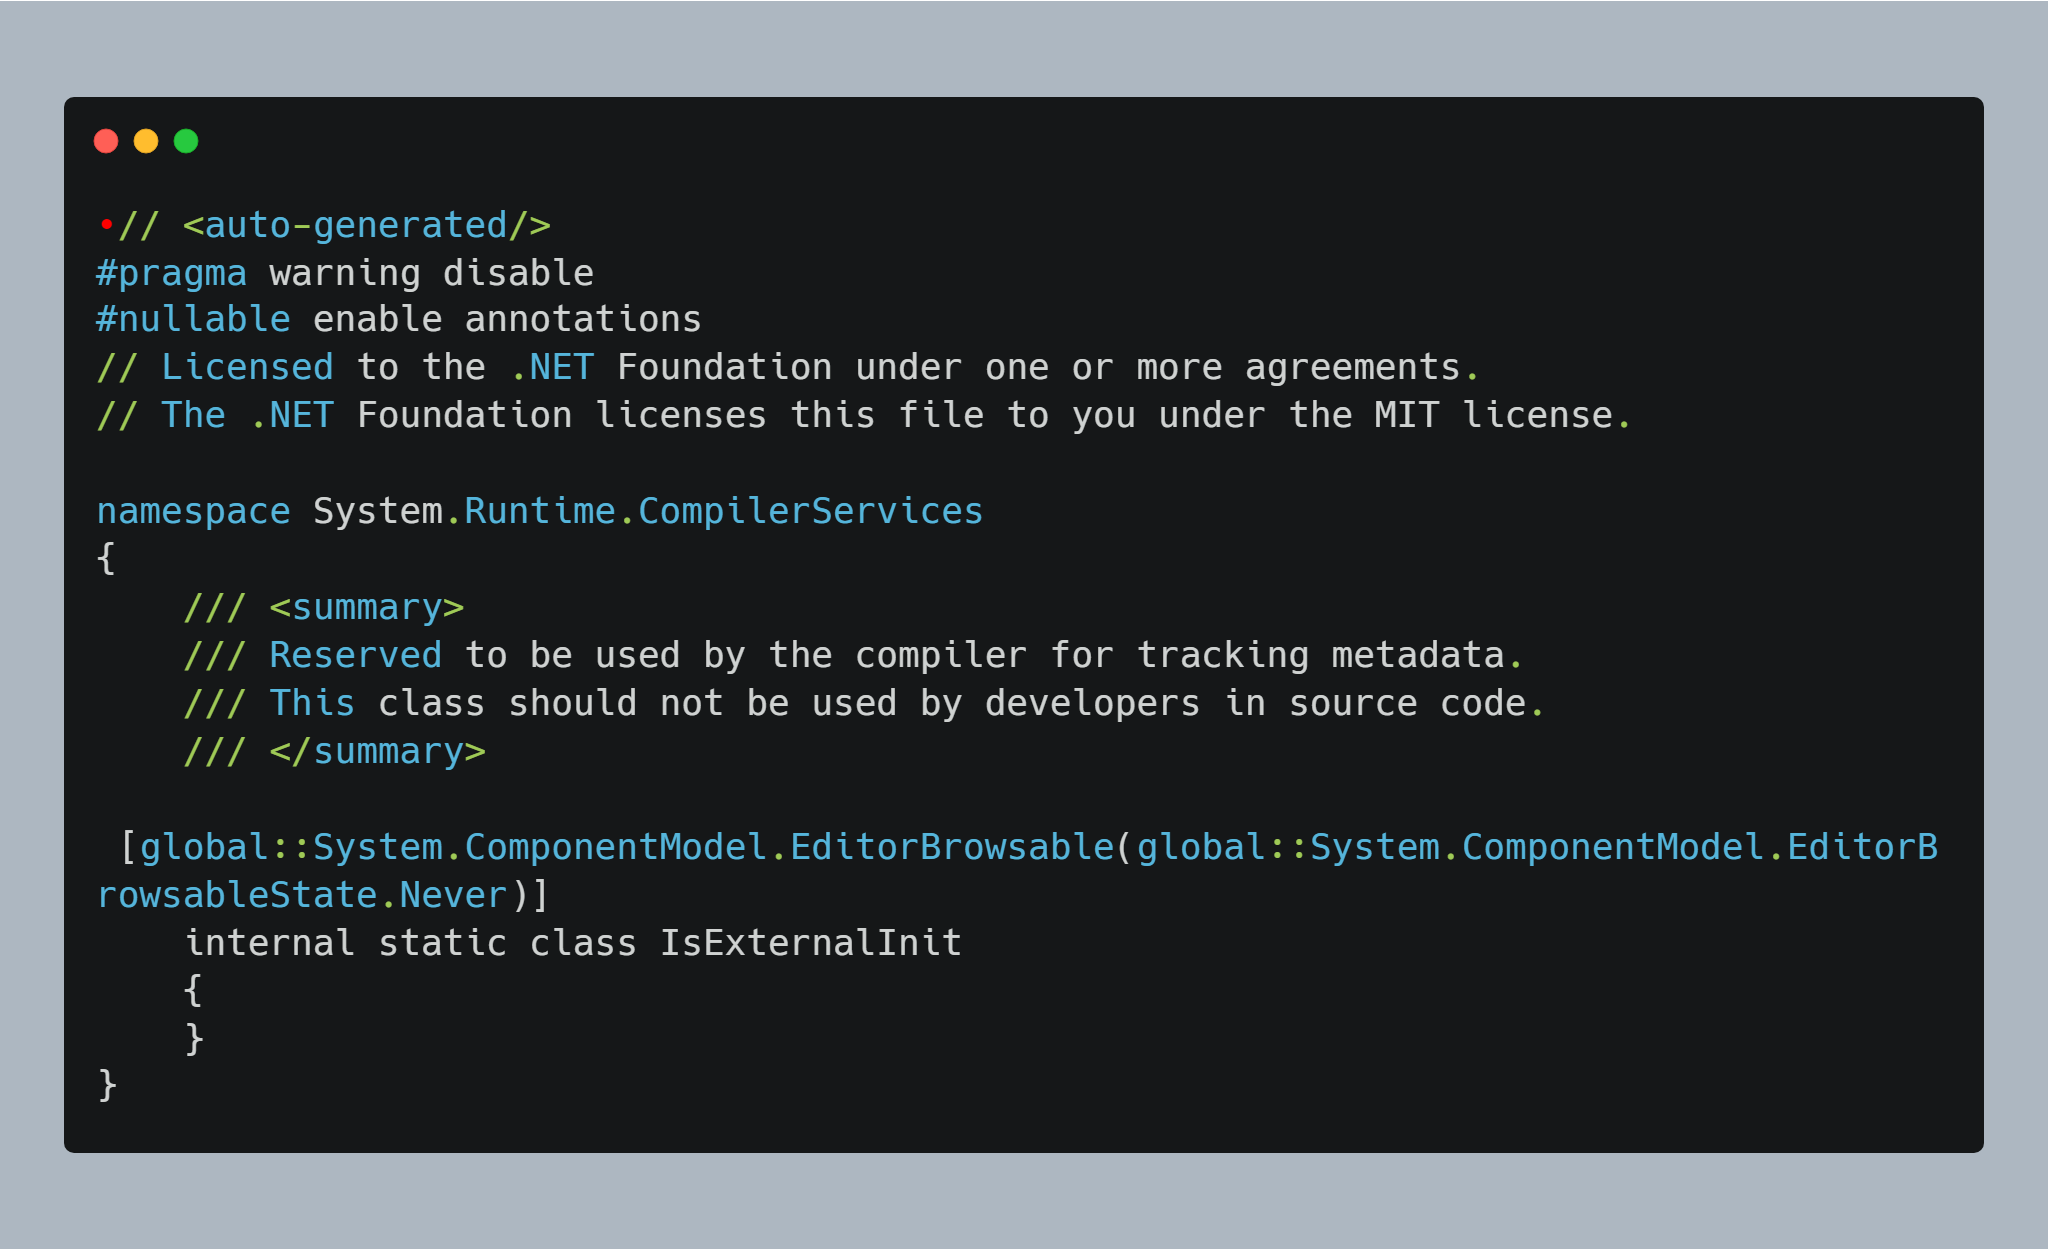 •// <auto-generated/>
#pragma warning disable
#nullable enable annotations
// Licensed to the .NET Foundation under one or more agreements.
// The .NET Foundation licenses this file to you under the MIT license.

namespace System.Runtime.CompilerServices
{
    /// <summary>
    /// Reserved to be used by the compiler for tracking metadata.
    /// This class should not be used by developers in source code.
    /// </summary>

 [global::System.ComponentModel.EditorBrowsable(global::System.ComponentModel.EditorB
rowsableState.Never)]
    internal static class IsExternalInit
    {
    }
}